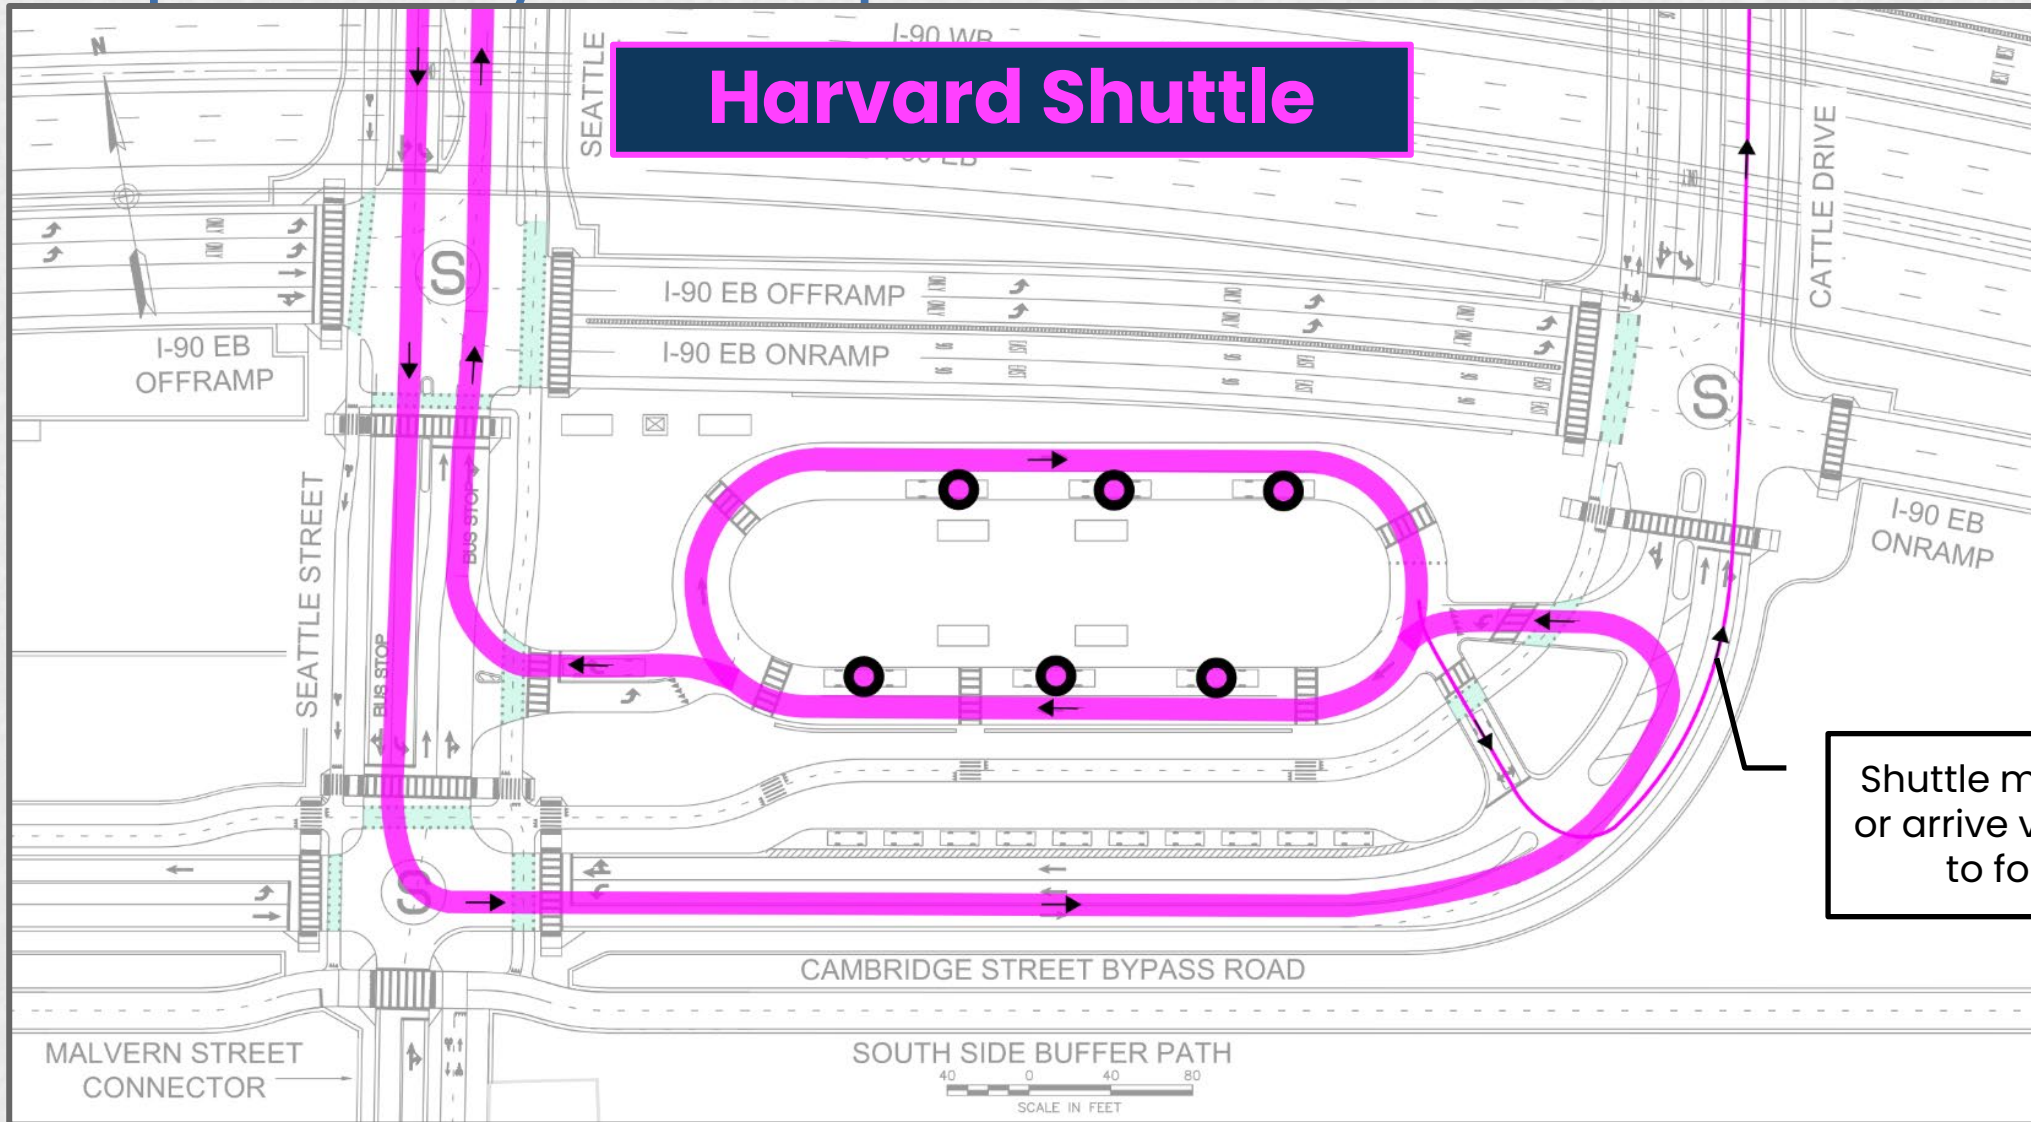 N
SEATTLE
I-90 WB
Harvard Shuttle
CATTLE DRIVE
S
I-90 EB OFFRAMP
I-90 EB ONRAMP
I-90 EB
OFFRAMP
S
I-90 EB
ONRAMP
SEATTLE STREET
BUS STOP
BUS STOP
Shuttle m
or arrive v
to fo
S
CAMBRIDGE STREET BYPASS ROAD
MALVERN STREET
CONNECTOR
SOUTH SIDE BUFFER PATH
40 0 40 80
SCALE IN FEET